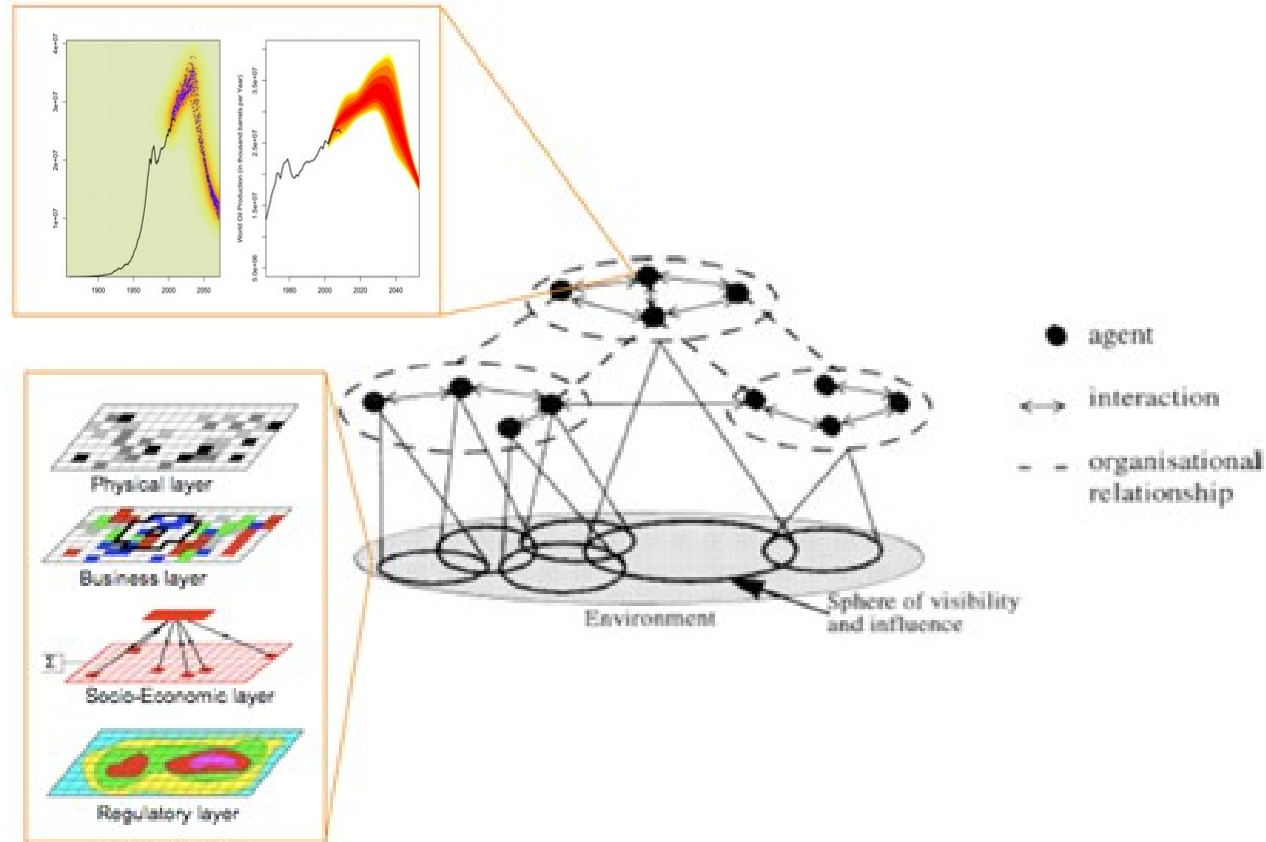 4e+07
3e+07
2e+07
1e+07
1900
1950
2000
2050
World Oil Production (in thousand barrels per Year)
3.5e+07
2.5e+07
1.5e+07
5.0e+06
1980
2000
2020
2040
agent
interaction
organisational
relationship
Physical layer
Business layer
Σ
Socio-Economic layer
Regulatory layer
Environment
Sphere of visibility
and influence